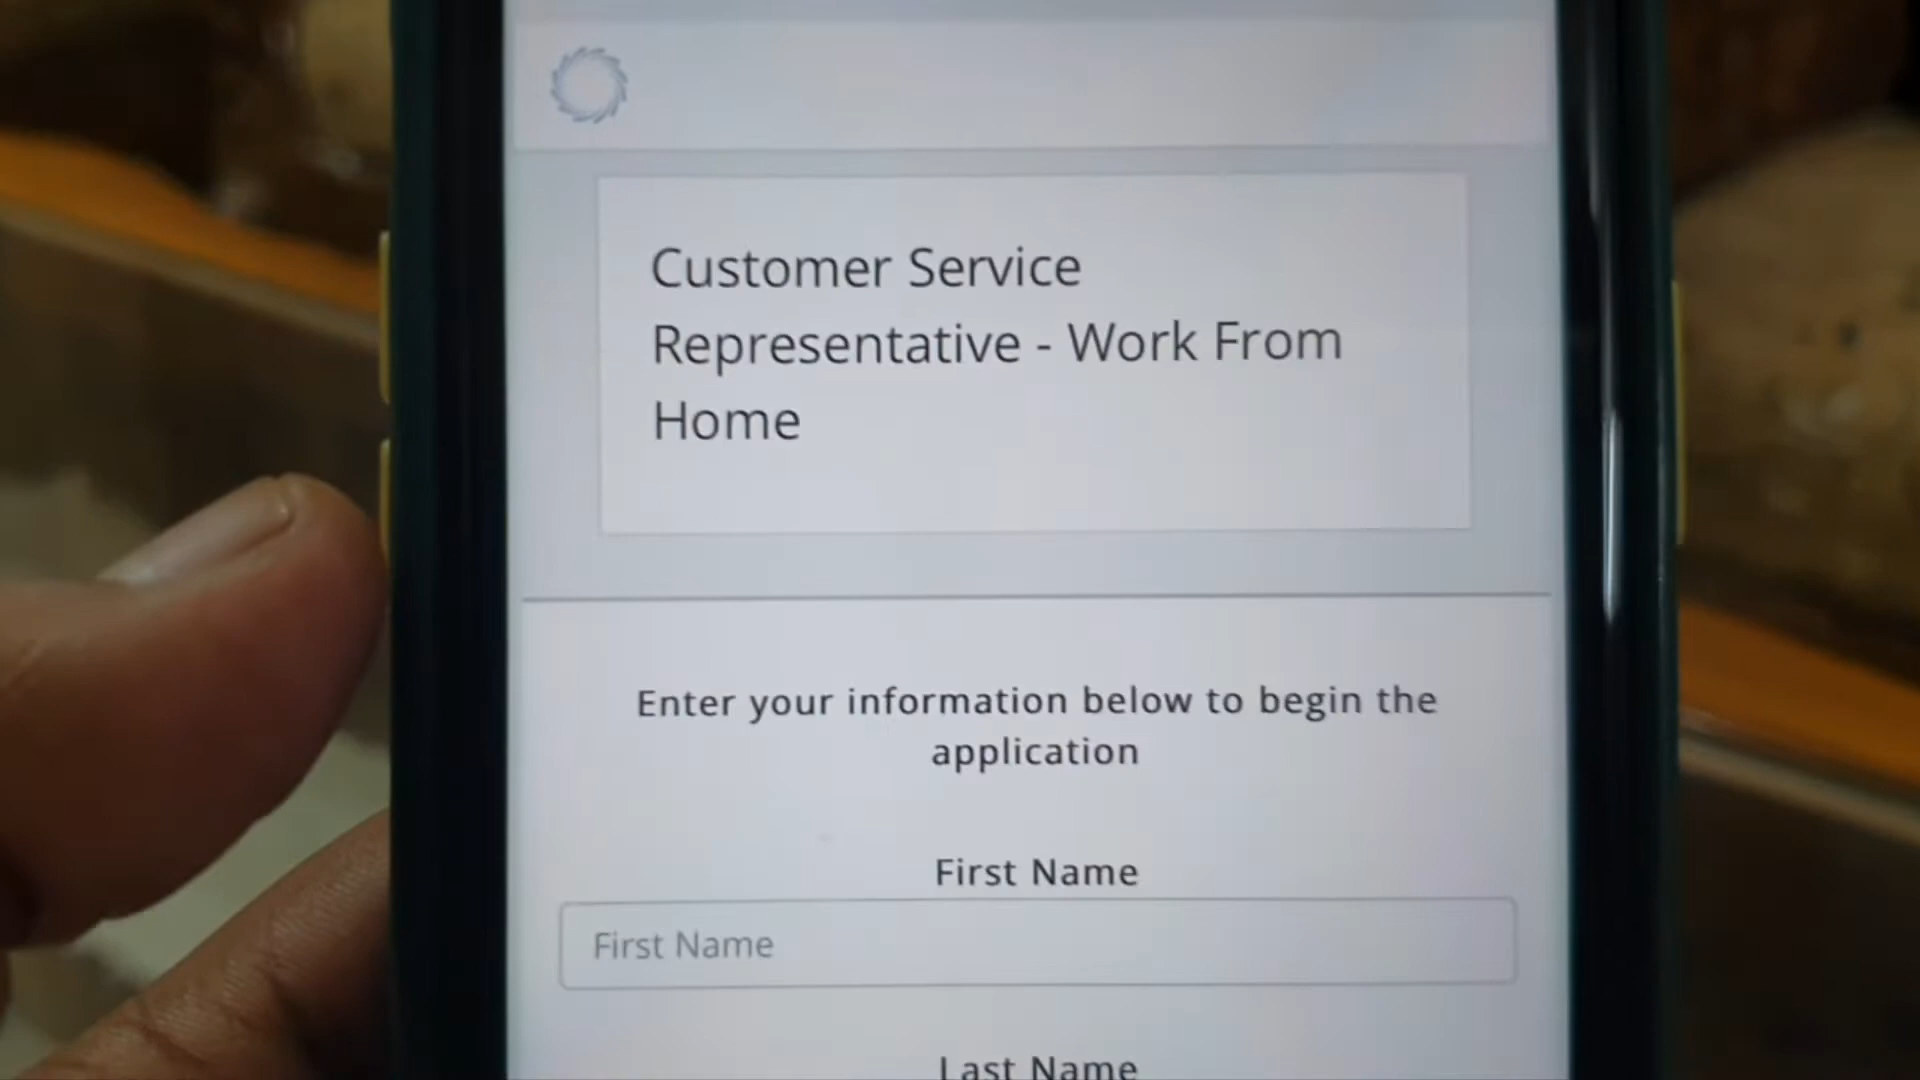 Customer Service
Representative - Work From
Home
Enter your information below to begin the
application
First Name
First Name
Last Name